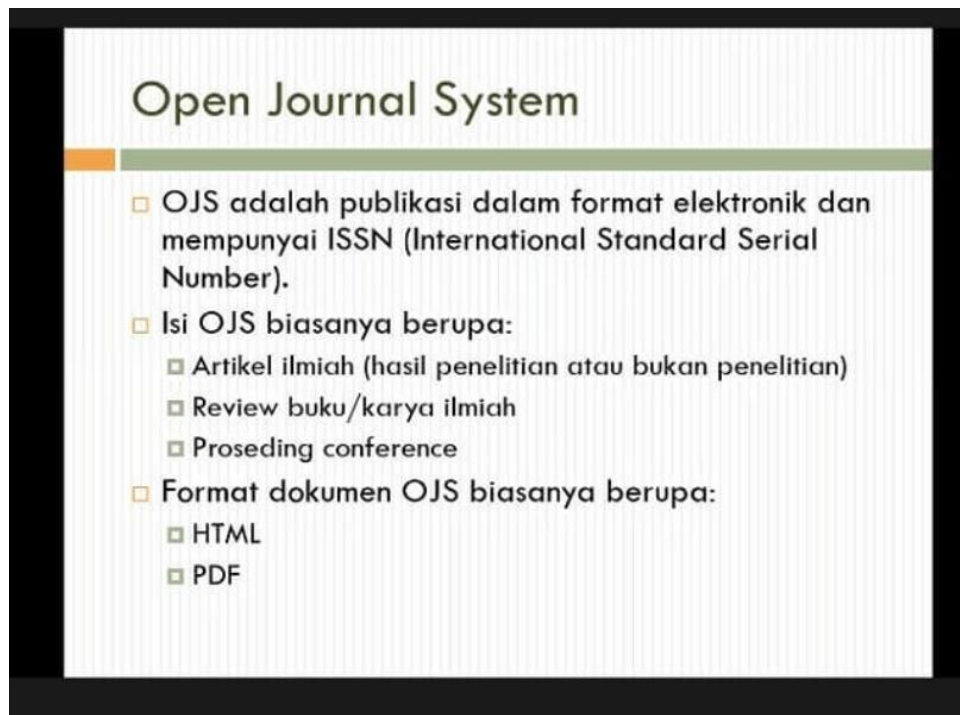 Open Journal System
OJS adalah publikasi dalam format elektronik dan
mempunyai ISSN (International Standard Serial
Number).
Isi OJS biasanya berupa:
Artikel ilmiah (hasil penelitian atau bukan penelitian)
Review buku/karya ilmiah
Proseding conference
Format dokumen OJS biasanya berupa:
HTML
PDF